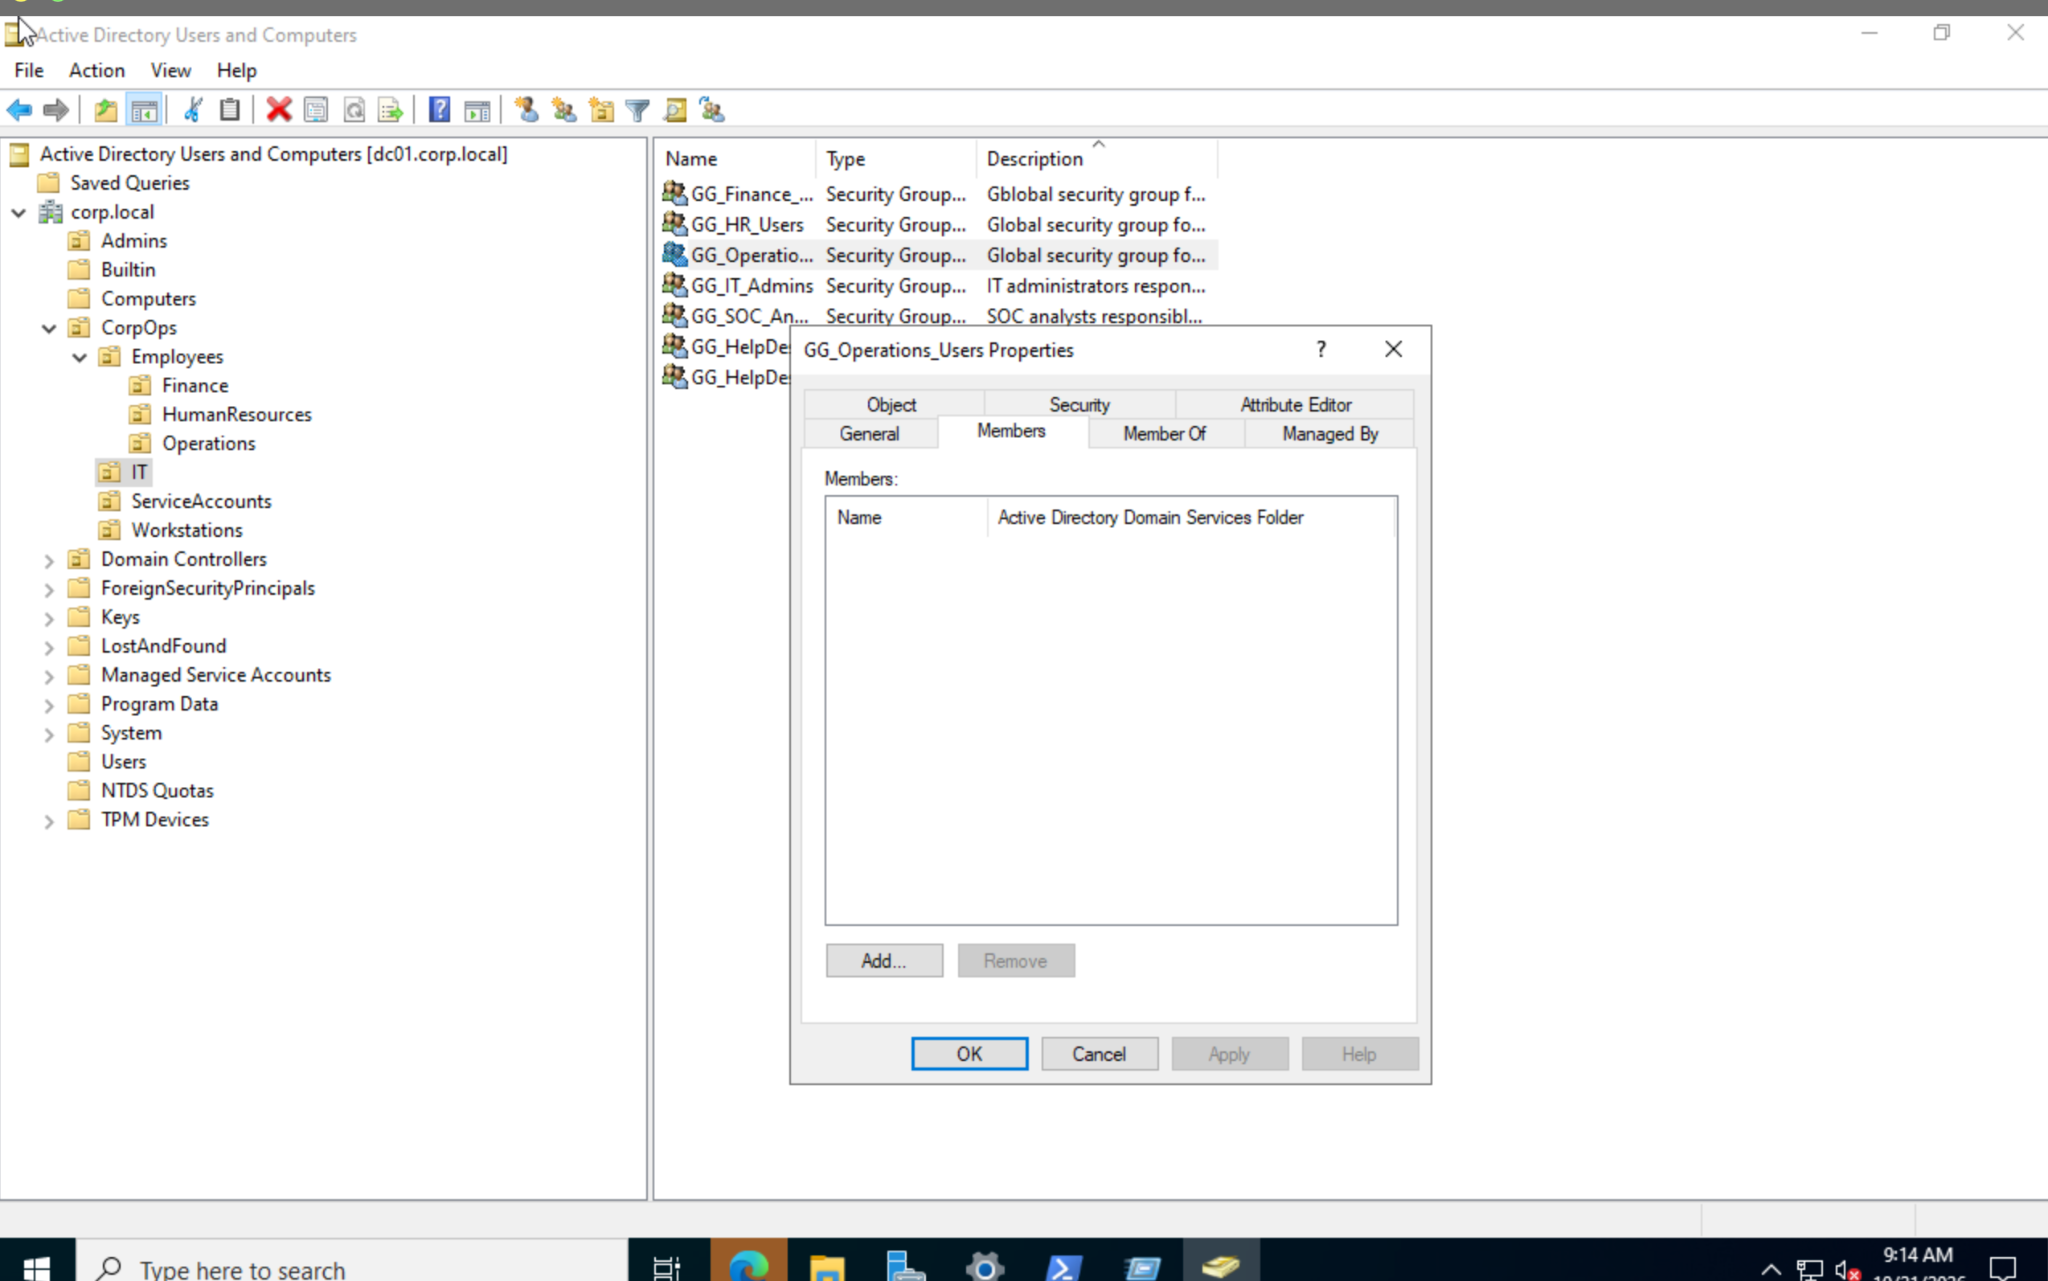 Active Directory Users and Computers
File Action View Help
Active Directory Users and Computers [dc01.corp.local]
Saved Queries
corp.local
Admins
Builtin
Computers
CorpOps
Employees
Finance
HumanResources
Operations
IT
ServiceAccounts
Workstations
Domain Controllers
ForeignSecurityPrincipals
Keys
LostAndFound
Managed Service Accounts
Program Data
System
Users
NTDS Quotas
TPM Devices
Name Type Description
GG_Finance_... Security Group... Gblobal security group f...
GG_HR_Users Security Group... Global security group fo...
GG_Operatio... Security Group... Global security group fo...
GG_IT_Admins Security Group... IT administrators respon...
GG_SOC_An... Security Group... SOC analysts responsibl...
GG_HelpDes
GG_HelpDes
GG_Operations_Users Properties ?
Object Security Attribute Editor
General Members Member Of Managed By
Members:
Name Active Directory Domain Services Folder
Add... Remove
OK Cancel Apply Help
Type here to search
9:14 AM